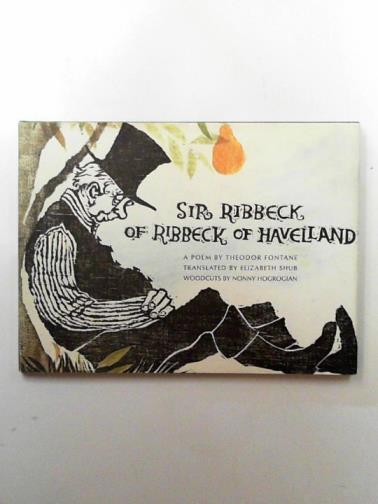 SIR RIBBECK
OF RIBBECK OF HAVELLAND
A POEM BY THEODOR FONTANE
TRANSLATED BY ELIZABETH SHUB
WOODCUTS BY NONNY HOGROGIAN